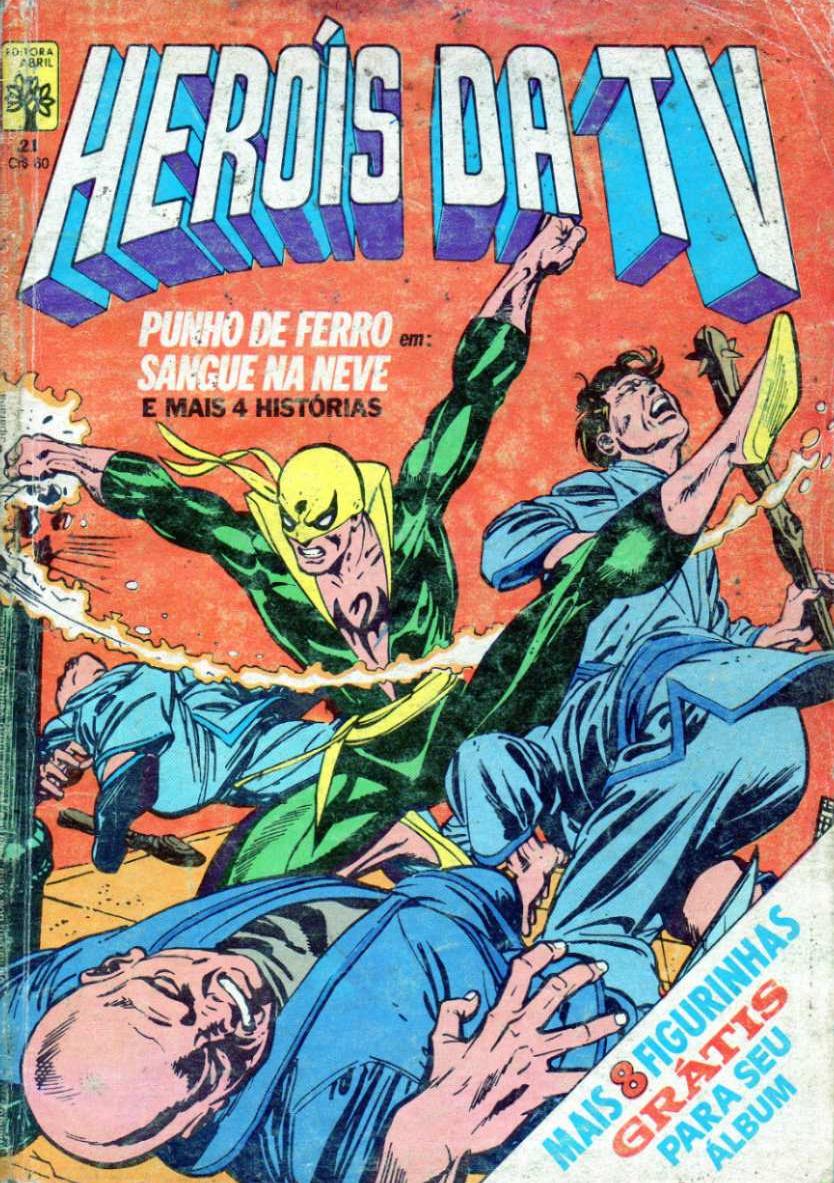 EDITORA
ABRIL
21
Cr$ 60
HERÓIS DA TV
PUNHO DE FERRO em:
SANGUE NA NEVE
E MAIS 4 HISTÓRIAS
MAIS 8 FIGURINHAS
GRÁTIS
PARA SEU
ÁLBUM